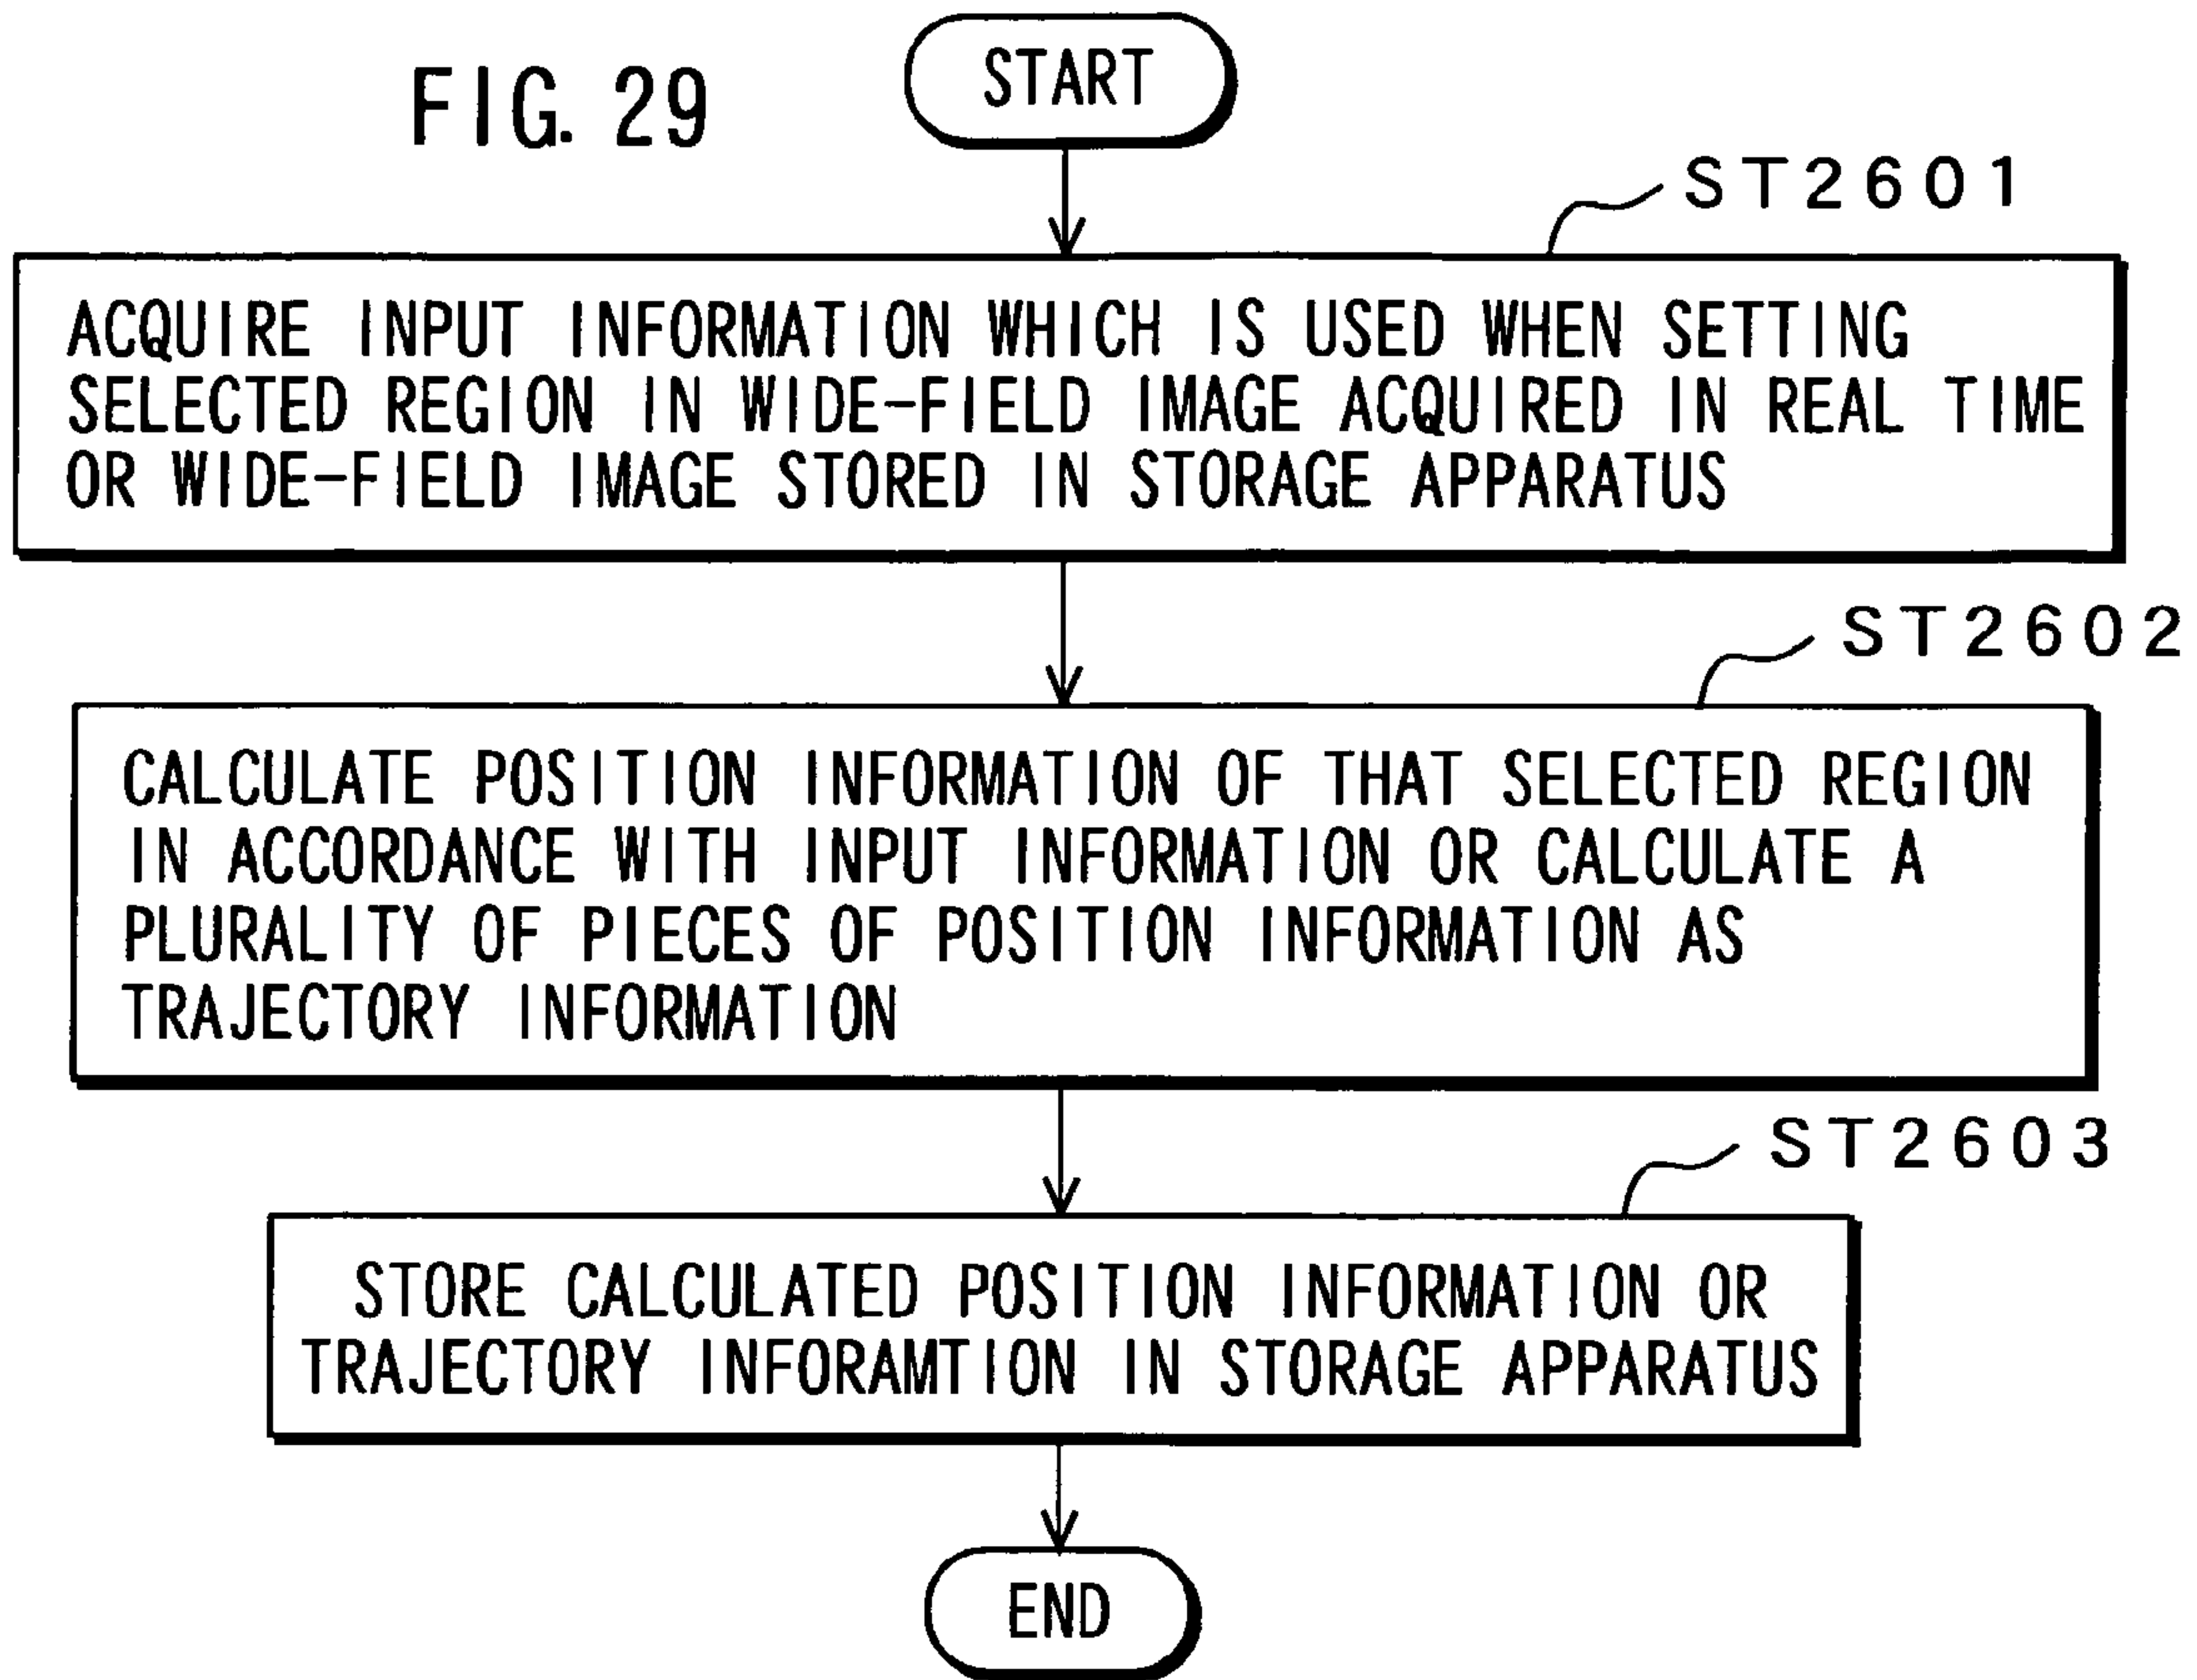 FIG. 29
START
ST2601
ACQUIRE INPUT INFORMATION WHICH IS USED WHEN SETTING
SELECTED REGION IN WIDE-FIELD IMAGE ACQUIRED IN REAL TIME
OR WIDE-FIELD IMAGE STORED IN STORAGE APPARATUS
ST2602
CALCULATE POSITION INFORMATION OF THAT SELECTED REGION
IN ACCORDANCE WITH INPUT INFORMATION OR CALCULATE A
PLURALITY OF PIECES OF POSITION INFORMATION AS
TRAJECTORY INFORMATION
ST2603
STORE CALCULATED POSITION INFORMATION OR
TRAJECTORY INFORAMTION IN STORAGE APPARATUS
END